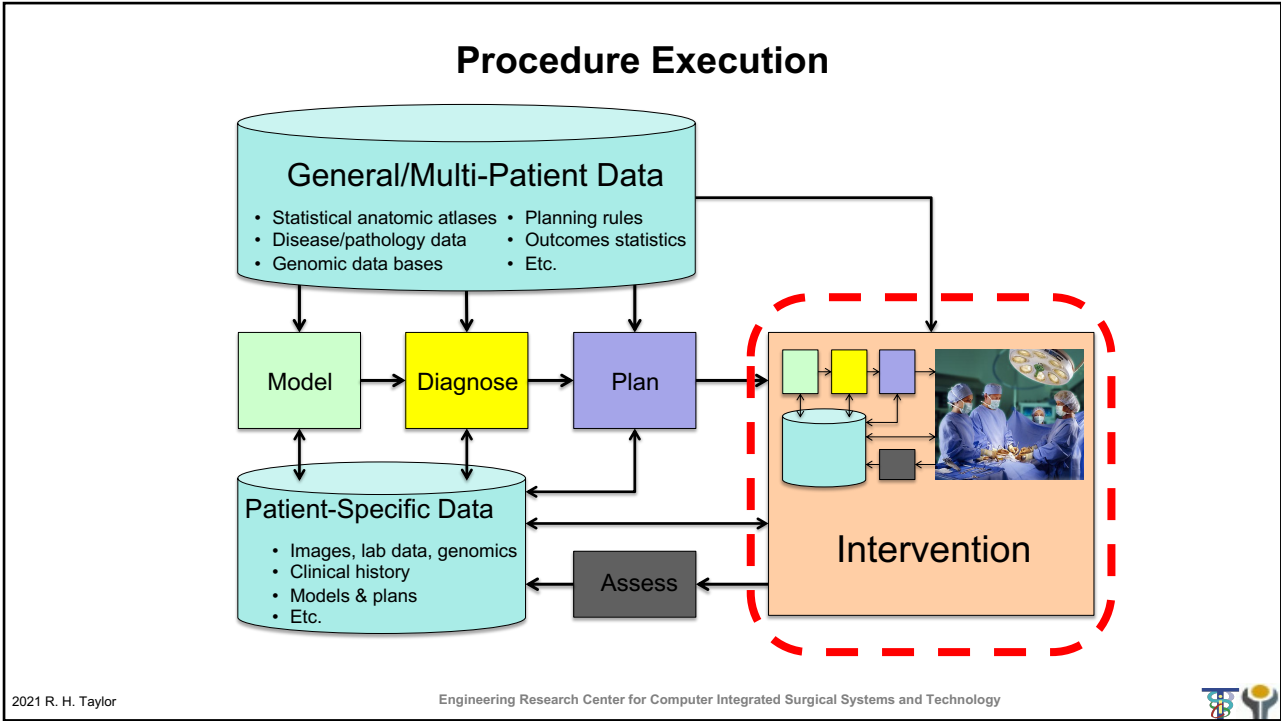 Procedure Execution
General/Multi-Patient Data
• Statistical anatomic atlases
• Disease/pathology data
• Genomic data bases
• Planning rules
• Outcomes statistics
• Etc.
Model
Diagnose
Plan
Patient-Specific Data
• Images, lab data, genomics
• Clinical history
• Models & plans
• Etc.
Assess
Intervention
2021 R. H. Taylor
Engineering Research Center for Computer Integrated Surgical Systems and Technology